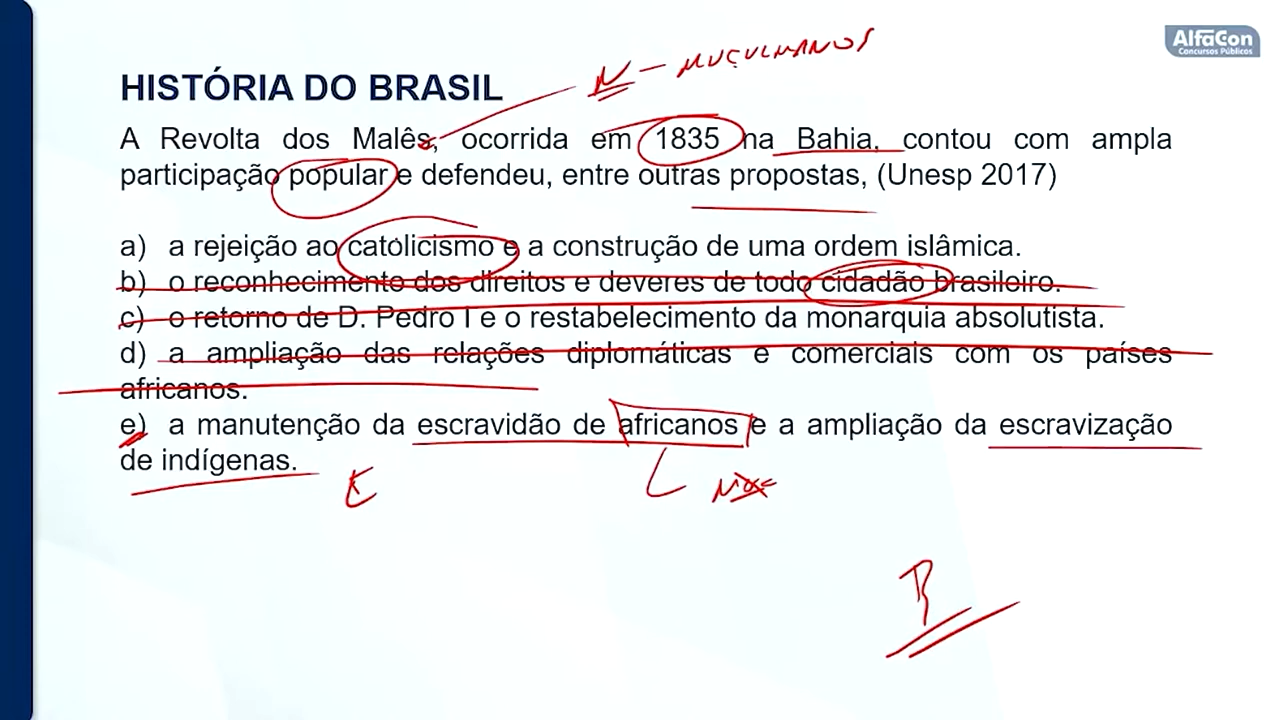 AlfaCon
Concursos Públicos
N - MUÇULMANOS
HISTÓRIA DO BRASIL
A Revolta dos Malês, ocorrida em 1835 na Bahia, contou com ampla
participação popular e defendeu, entre outras propostas, (Unesp 2017)
a) a rejeição ao catolicismo e a construção de uma ordem islâmica.
b) o reconhecimento dos direitos e deveres de todo cidadão brasileiro.
c) o retorno de D. Pedro I e o restabelecimento da monarquia absolutista.
d) a ampliação das relações diplomáticas e comerciais com os países
africanos.
e) a manutenção da escravidão de africanos e a ampliação da escravização
de indígenas.